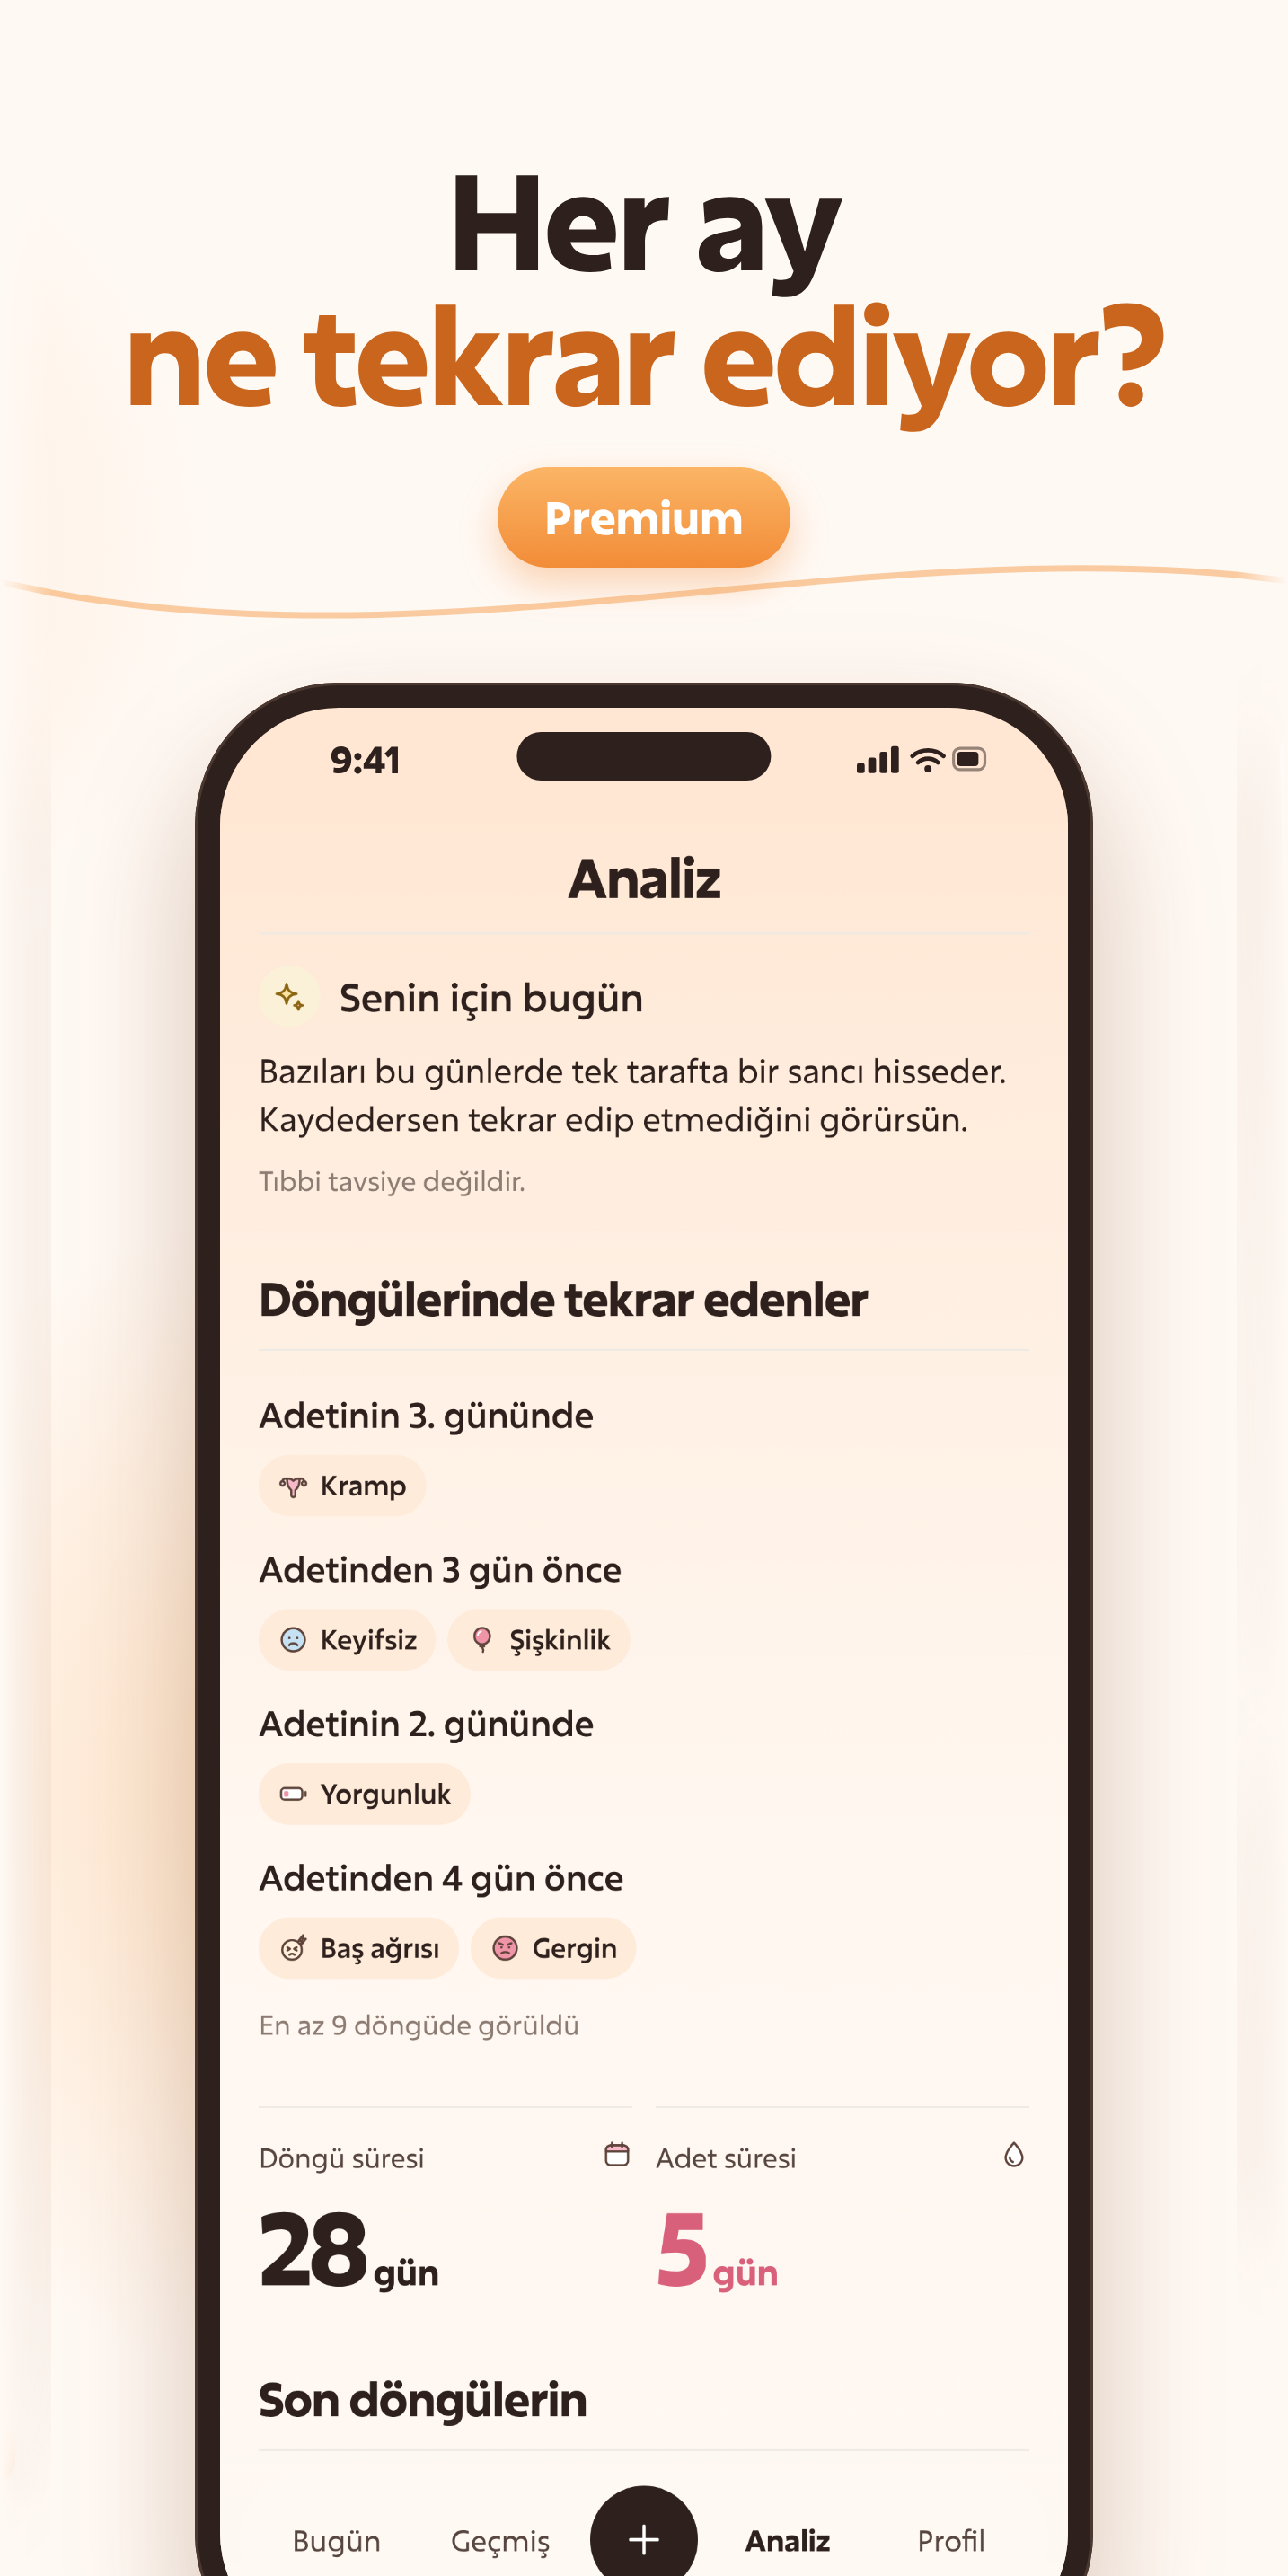 Her ay
ne tekrar ediyor?
Premium
9:41
Analiz
Senin için bugün
Bazıları bu günlerde tek tarafta bir sancı hisseder.
Kaydedersen tekrar edip etmediğini görürsün.
Tıbbi tavsiye değildir.
Döngülerinde tekrar edenler
Adetinin 3. gününde
Kramp
Adetinden 3 gün önce
Keyifsiz Şişkinlik
Adetinin 2. gününde
Yorgunluk
Adetinden 4 gün önce
Baş ağrısı Gergin
En az 9 döngüde görüldü
Döngü süresi Adet süresi
28 gün 5 gün
Son döngülerin
Bugün Geçmiş + Analiz Profil